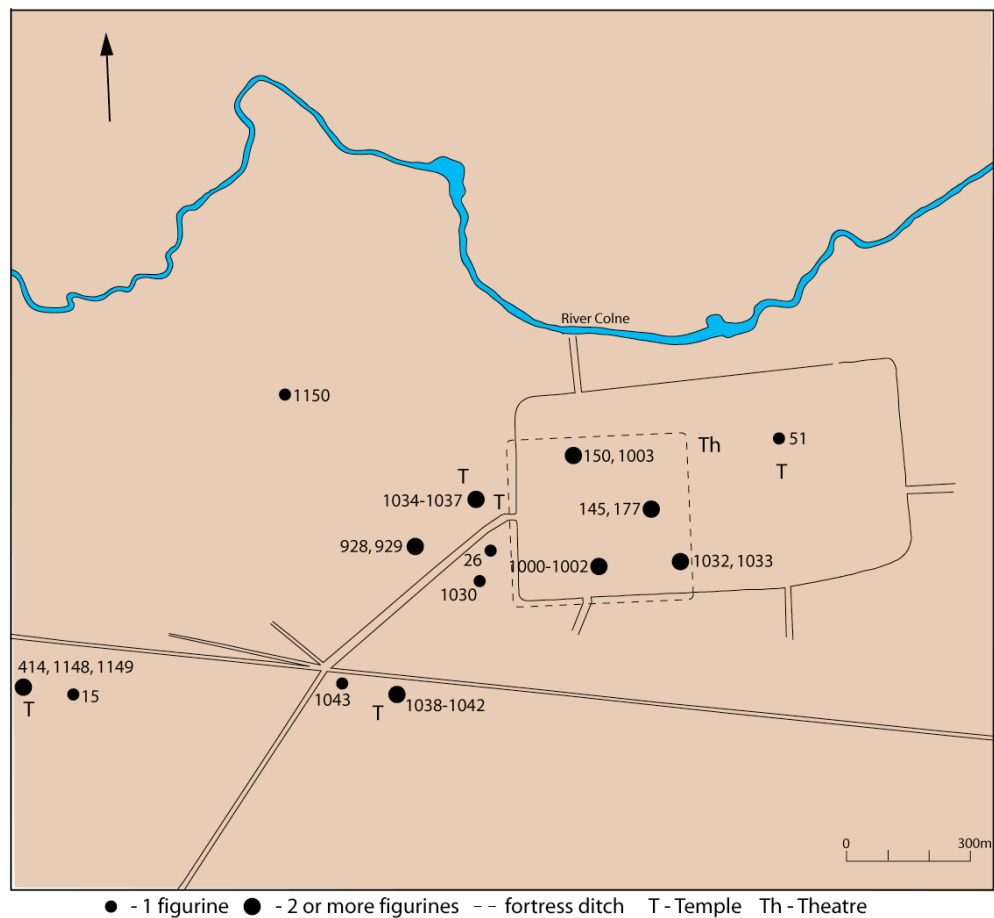 River Colne
1150
51
Th
150, 1003
T
T
1034-1037
T
145, 177
928, 929
26
1000-1002
1032, 1033
1030
414, 1148, 1149
15
1043
1038-1042
T
T
0
300m
- 1 figurine
- 2 or more figurines
-- fortress ditch
T - Temple
Th - Theatre